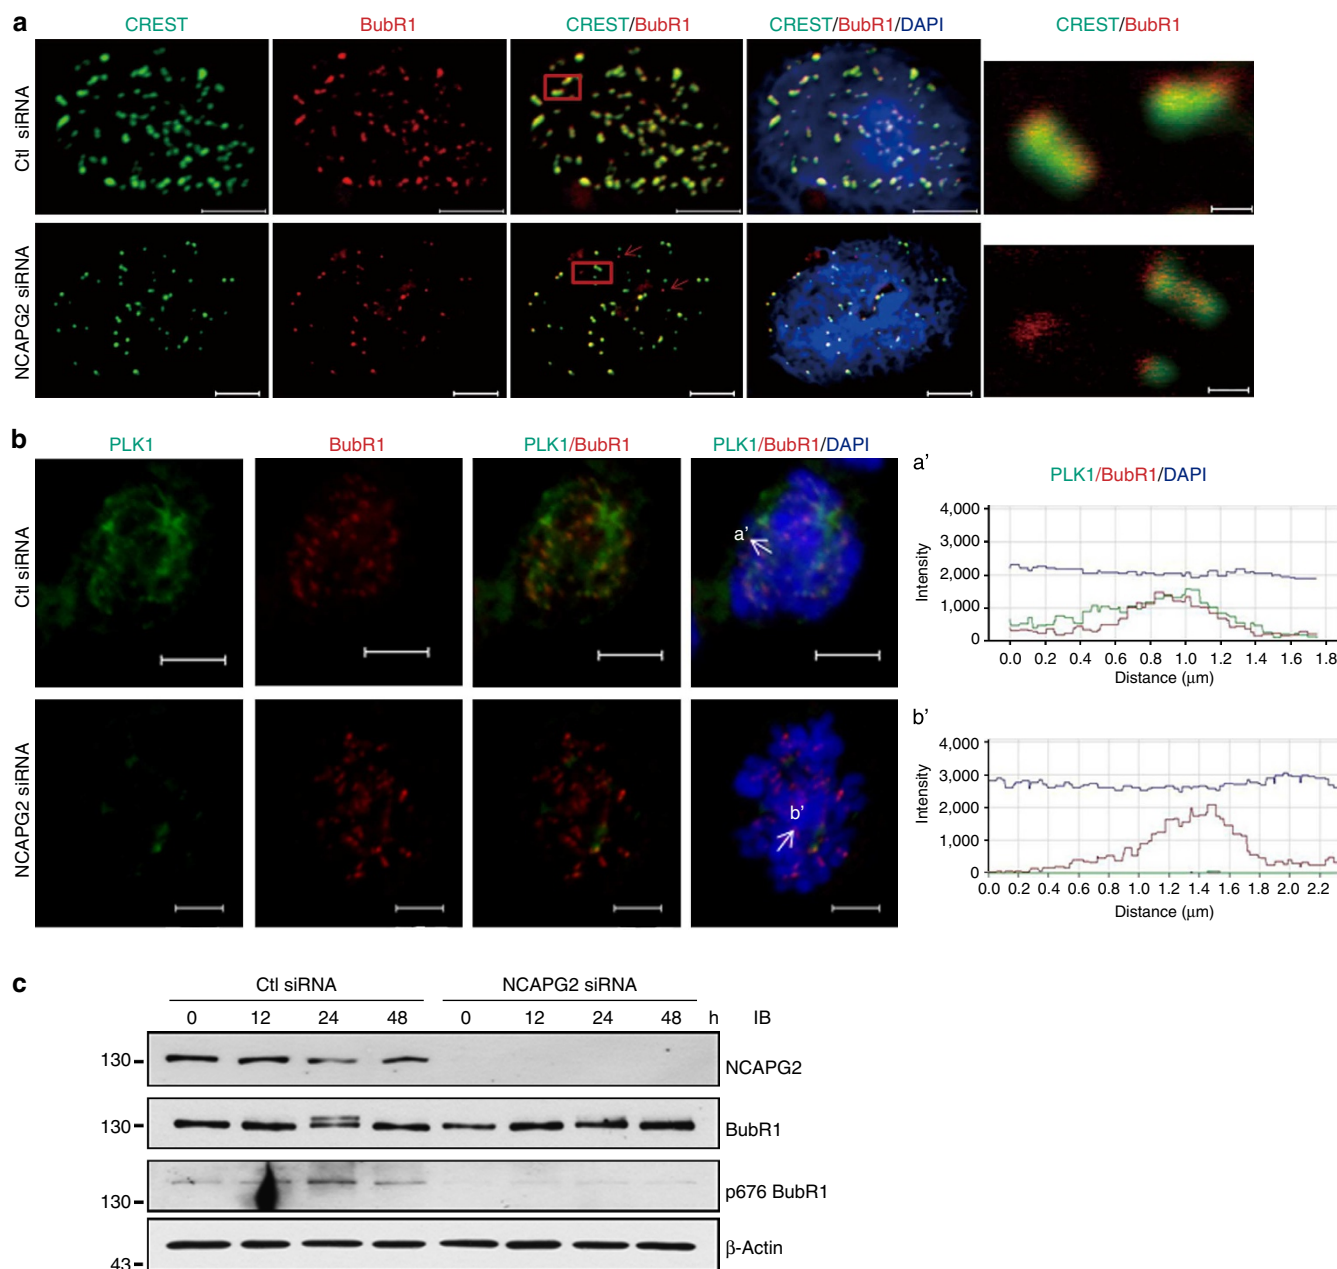 a
CREST
BubR1
CREST/BubR1
CREST/BubR1/DAPI
CREST/BubR1
Ctl siRNA
NCAPG2 siRNA
b
PLK1
BubR1
PLK1/BubR1
PLK1/BubR1/DAPI
Ctl siRNA
a’
NCAPG2 siRNA
b’
a’
PLK1/BubR1/DAPI
4,000
3,000
2,000
1,000
0
Intensity
0.0 0.2 0.4 0.6 0.8 1.0 1.2 1.4 1.6 1.8
Distance (μm)
b’
4,000
3,000
2,000
1,000
0
Intensity
0.0 0.2 0.4 0.6 0.8 1.0 1.2 1.4 1.6 1.8 2.0 2.2
Distance (μm)
c
Ctl siRNA NCAPG2 siRNA
0 12 24 48 0 12 24 48 h IB
130 NCAPG2
130 BubR1
130 p676 BubR1
43 β-Actin